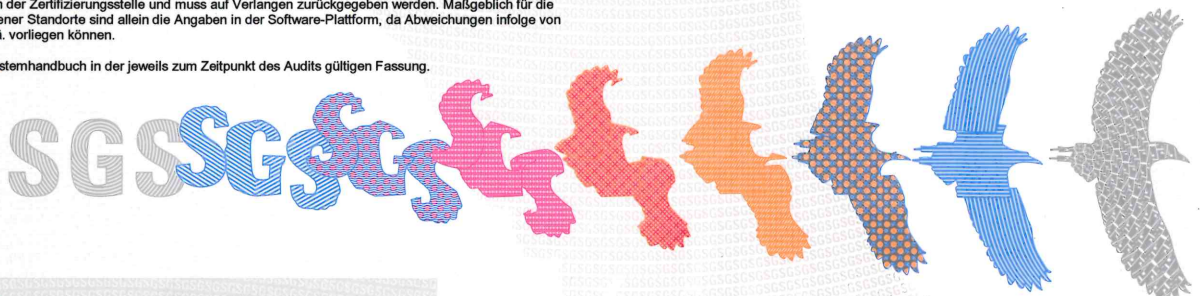 n der Zertifizierungsstelle und muss auf Verlangen zurückgegeben werden. Maßgeblich für die
ener Standorte sind allein die Angaben in der Software-Plattform, da Abweichungen infolge von
. vorliegen können.
stemhandbuch in der jeweils zum Zeitpunkt des Audits gültigen Fassung.
SGS SGS SGS SGS